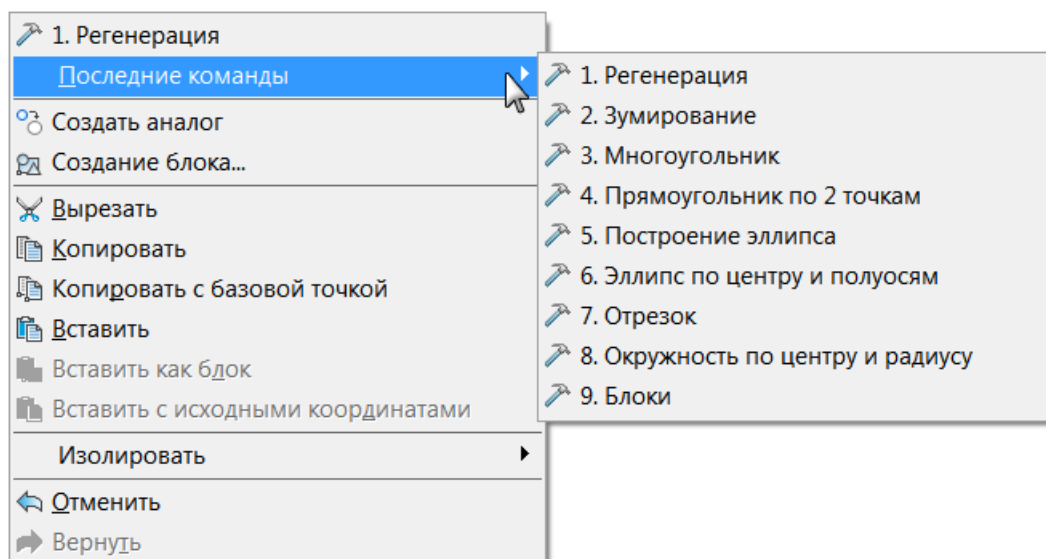 1. Регенерация
Последние команды
Создать аналог
Создание блока...
Вырезать
Копировать
Копировать с базовой точкой
Вставить
Вставить как блок
Вставить с исходными координатами
Изолировать
Отменить
Вернуть
1. Регенерация
2. Зумирование
3. Многоугольник
4. Прямоугольник по 2 точкам
5. Построение эллипса
6. Эллипс по центру и полуосям
7. Отрезок
8. Окружность по центру и радиусу
9. Блоки